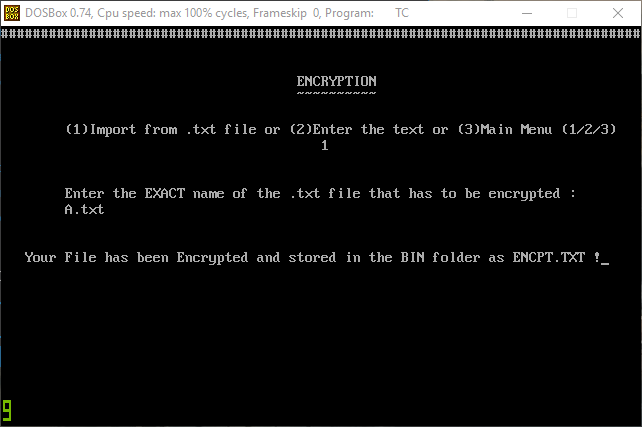 DOS BOX DOSBox 0.74, Cpu speed: max 100% cycles, Frameskip 0, Program: TC
################################################################################
ENCRYPTION
~~~~~~~~~~
(1)Import from .txt file or (2)Enter the text or (3)Main Menu (1/2/3)
1
Enter the EXACT name of the .txt file that has to be encrypted :
A.txt
Your File has been Encrypted and stored in the BIN folder as ENCPT.TXT !_
g